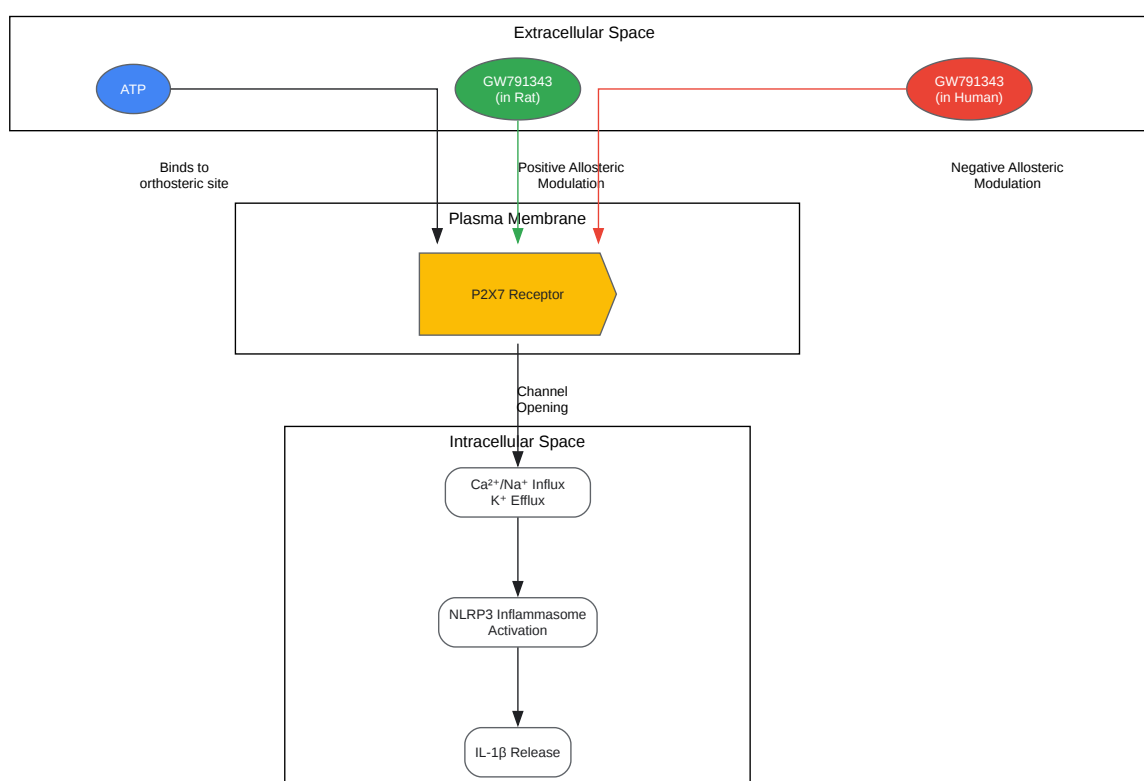 Extracellular Space
ATP
GW791343
(in Rat)
GW791343
(in Human)
Binds to
orthosteric site
Positive Allosteric
Modulation
Negative Allosteric
Modulation
Plasma Membrane
P2X7 Receptor
Channel
Opening
Intracellular Space
Ca²⁺/Na⁺ Influx
K⁺ Efflux
NLRP3 Inflammasome
Activation
IL-1β Release